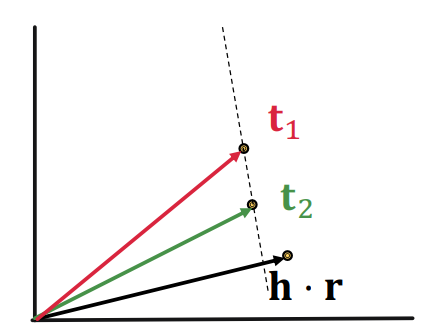 t₁
t₂
h · r